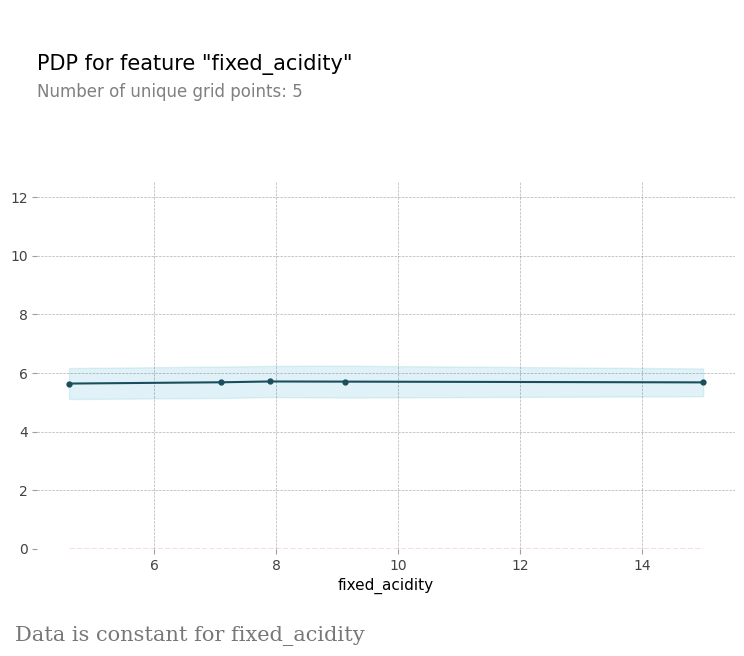 PDP for feature "fixed_acidity"
Number of unique grid points: 5
12
10
8
6
4
2
0
6 8 10 12 14
fixed_acidity
Data is constant for fixed_acidity